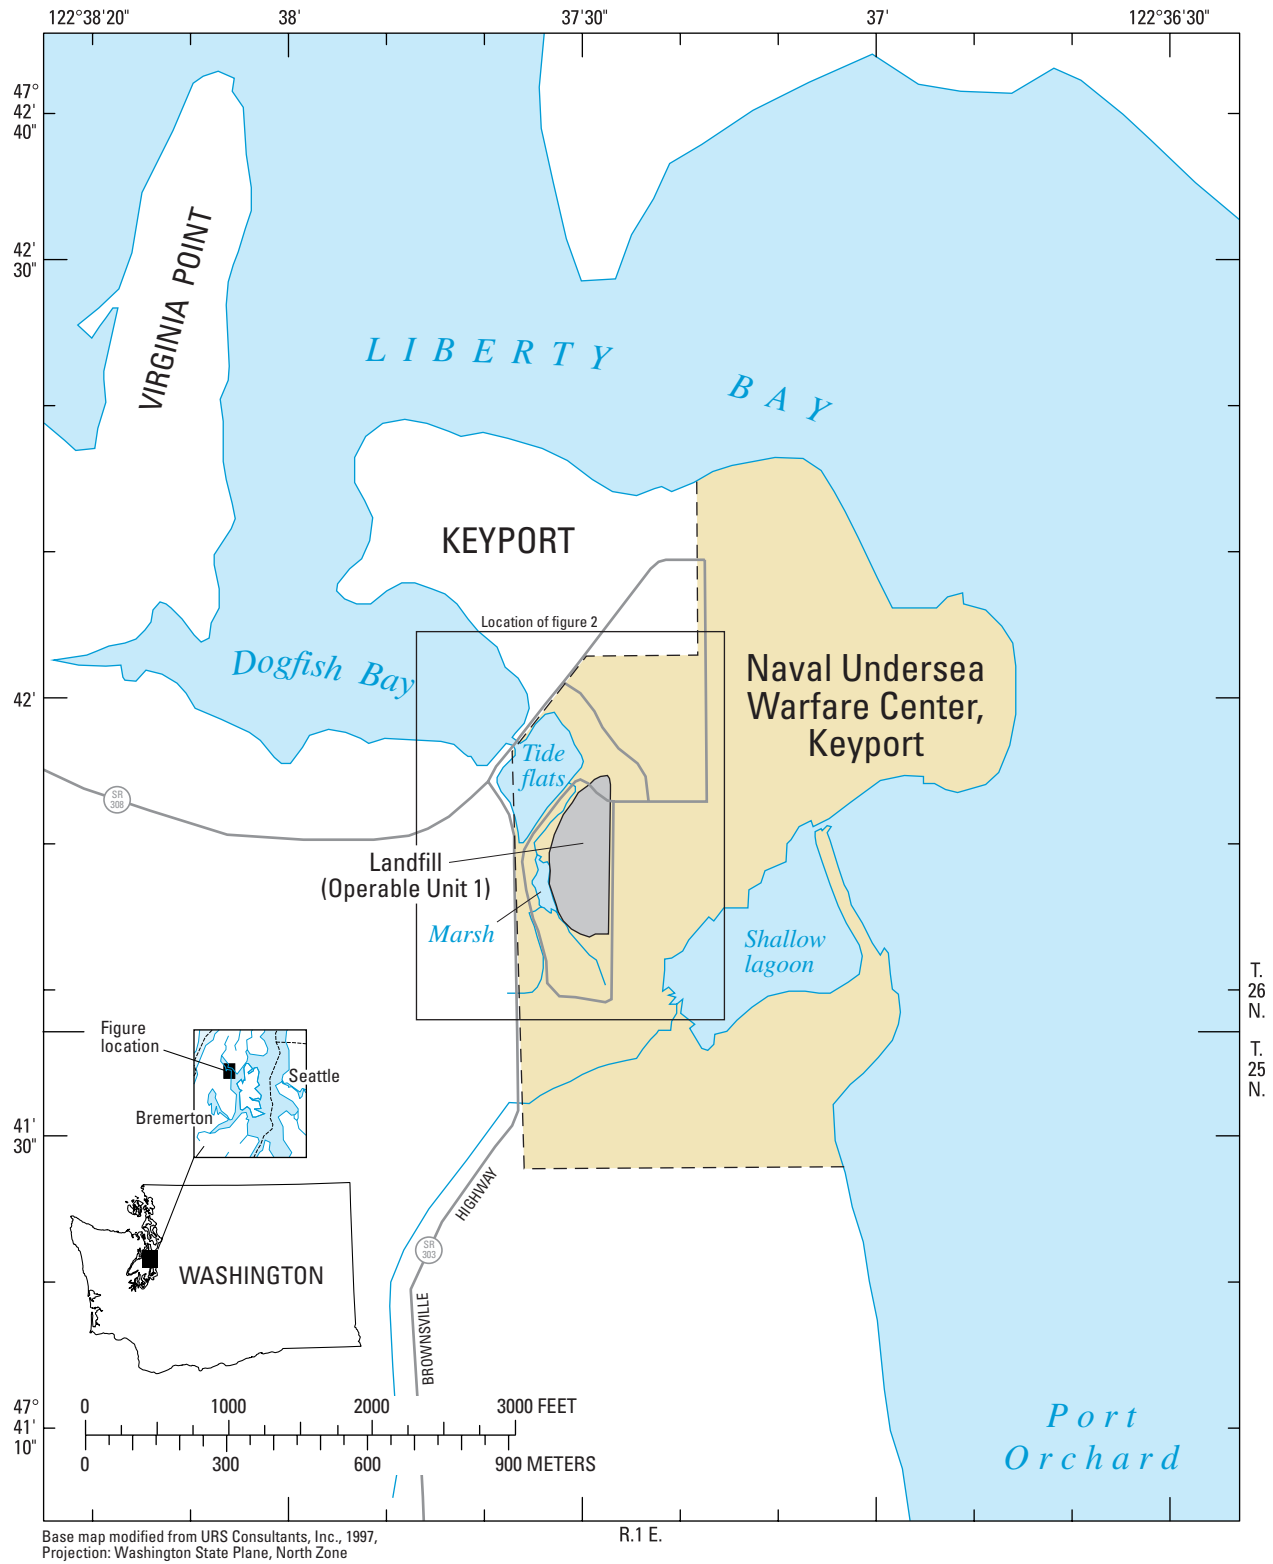 122°38'20"
38'
37'30"
37'
122°36'30"
47°
42'
40"
42'
30"
42'
41'
30"
47°
41'
10"
VIRGINIA POINT
LIBERTY BAY
KEYPORT
Location of figure 2
Dogfish Bay
Naval Undersea
Warfare Center,
Keyport
Tide
flats
SR
308
Landfill
(Operable Unit 1)
Marsh
Shallow
lagoon
T.
26
N.
T.
25
N.
Figure
location
Seattle
Bremerton
HIGHWAY
SR
303
BROWNSVILLE
WASHINGTON
0 1000 2000 3000 FEET
0 300 600 900 METERS
Port
Orchard
R.1 E.
Base map modified from URS Consultants, Inc., 1997,
Projection: Washington State Plane, North Zone